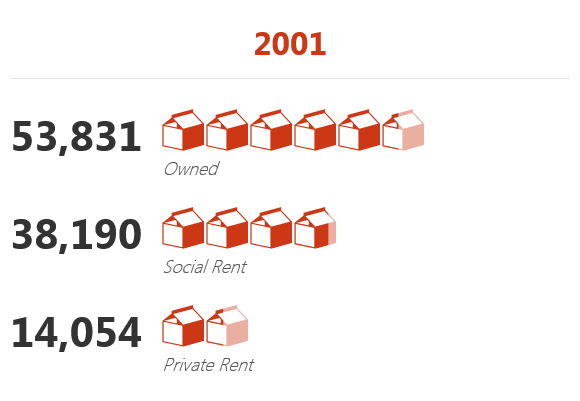 2001
53,831
Owned
38,190
Social Rent
14,054
Private Rent